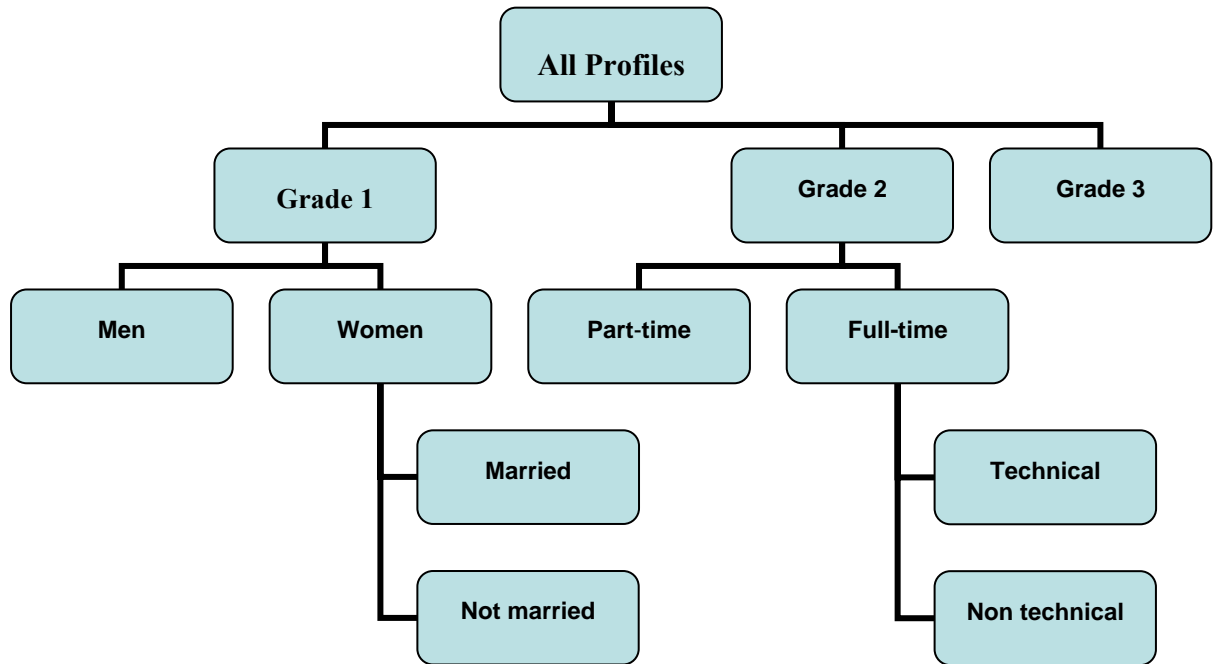 All Profiles
Grade 1
Grade 2
Grade 3
Men
Women
Part-time
Full-time
Married
Technical
Not married
Non technical